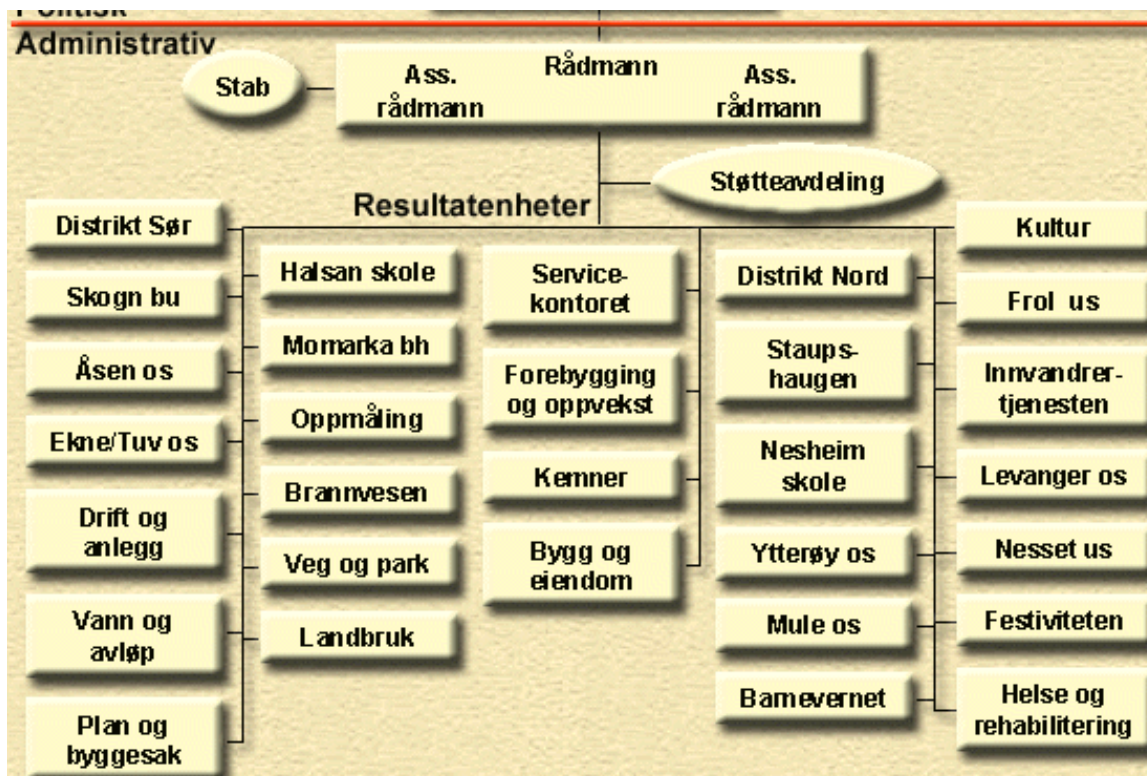 Politisk
Administrativ
Stab
Rådmann
Ass.
rådmann
Ass.
rådmann
Støtteavdeling
Resultatenheter
Distrikt Sør
Skogn bu
Åsen os
Ekne/Tuv os
Drift og
anlegg
Vann og
avløp
Plan og
byggesak
Halsan skole
Momarka bh
Oppmåling
Brannvesen
Veg og park
Landbruk
Service-
kontoret
Forebygging
og oppvekst
Kemner
Bygg og
eiendom
Distrikt Nord
Staups-
haugen
Nesheim
skole
Ytterøy os
Mule os
Barnevernet
Kultur
Frol us
Innvandrer-
tjenesten
Levanger os
Nesset us
Festiviteten
Helse og
rehabilitering